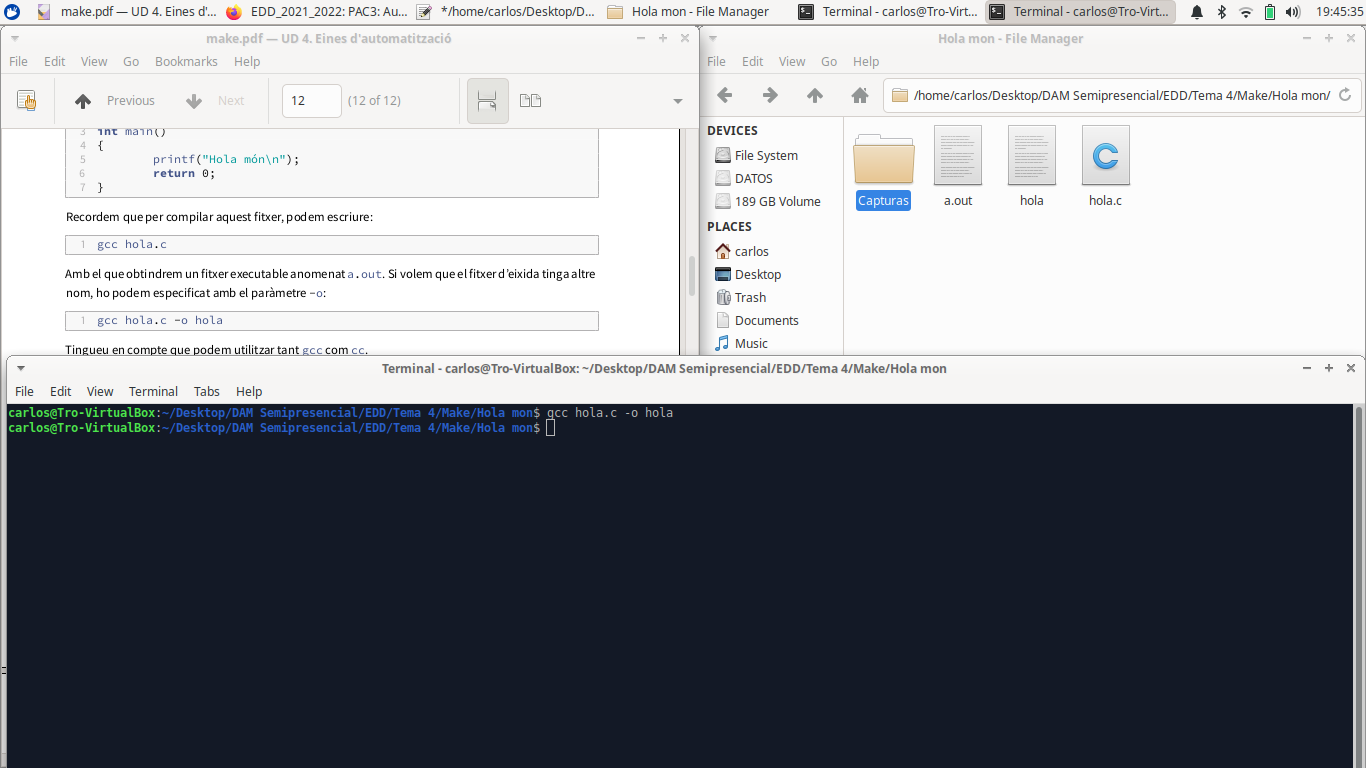 make.pdf — UD 4. Eines d'...
EDD_2021_2022: PAC3: Au...
*/home/carlos/Desktop/D...
Hola mon - File Manager
Terminal - carlos@Tro-Virt...
Terminal - carlos@Tro-Virt...
19:45:35
make.pdf — UD 4. Eines d'automatització
File Edit View Go Bookmarks Help
Previous Next 12 (12 of 12)
3 int main()
4 {
5 printf("Hola món\n");
6 return 0;
7 }
Recordem que per compilar aquest fitxer, podem escriure:
1 gcc hola.c
Amb el que obtindrem un fitxer executable anomenat a.out. Si volem que el fitxer d'eixida tinga altre
nom, ho podem especificat amb el paràmetre -o:
1 gcc hola.c -o hola
Tingueu en compte que podem utilitzar tant gcc com cc.
Hola mon - File Manager
File Edit View Go Help
/home/carlos/Desktop/DAM Semipresencial/EDD/Tema 4/Make/Hola mon/
DEVICES
File System
DATOS
189 GB Volume
PLACES
carlos
Desktop
Trash
Documents
Music
Capturas a.out hola hola.c
Terminal - carlos@Tro-VirtualBox: ~/Desktop/DAM Semipresencial/EDD/Tema 4/Make/Hola mon
File Edit View Terminal Tabs Help
carlos@Tro-VirtualBox:~/Desktop/DAM Semipresencial/EDD/Tema 4/Make/Hola mon$ gcc hola.c -o hola
carlos@Tro-VirtualBox:~/Desktop/DAM Semipresencial/EDD/Tema 4/Make/Hola mon$